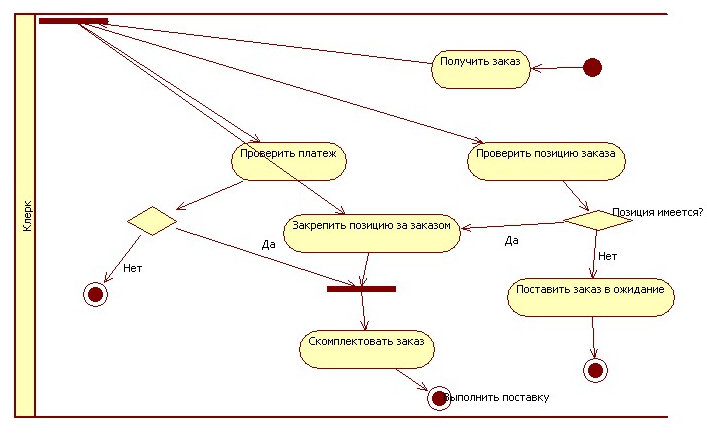 Клерк
Получить заказ
Проверить платеж
Проверить позицию заказа
Позиция имеется?
Закрепить позицию за заказом
Да
Да
Нет
Нет
Поставить заказ в ожидание
Скомплектовать заказ
Выполнить поставку